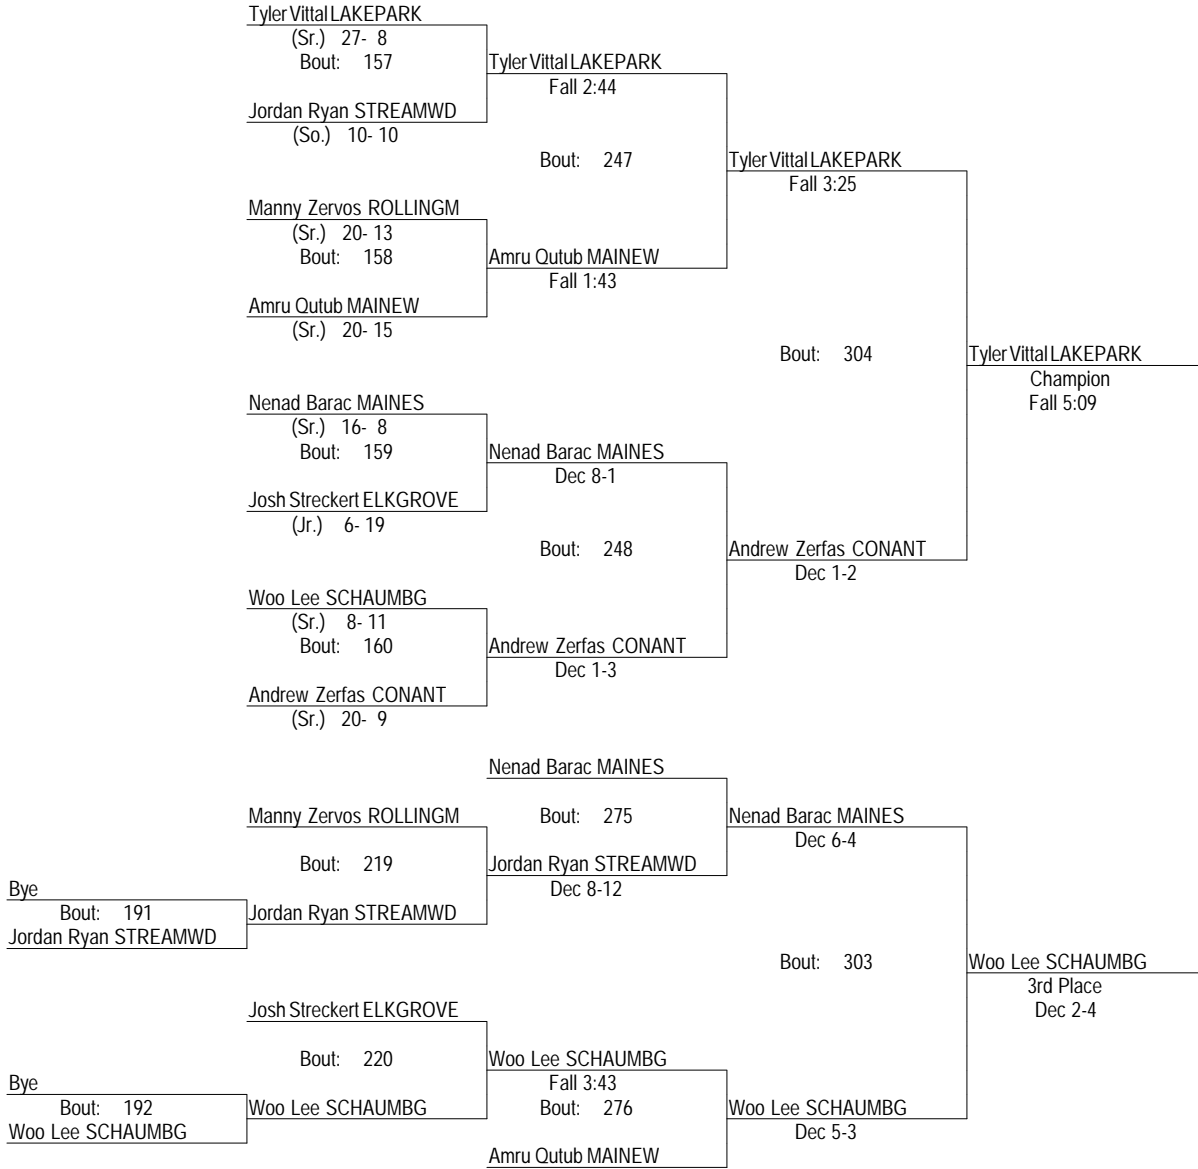 Tyler Vittal LAKEPARK
(Sr.) 27- 8
Bout: 157
Tyler Vittal LAKEPARK
Fall 2:44
Jordan Ryan STREAMWD
(So.) 10- 10
Bout: 247
Tyler Vittal LAKEPARK
Fall 3:25
Manny Zervos ROLLINGM
(Sr.) 20- 13
Bout: 158
Amru Qutub MAINEW
Fall 1:43
Amru Qutub MAINEW
(Sr.) 20- 15
Bout: 304
Tyler Vittal LAKEPARK
Champion
Fall 5:09
Nenad Barac MAINES
(Sr.) 16- 8
Bout: 159
Nenad Barac MAINES
Dec 8-1
Josh Streckert ELKGROVE
(Jr.) 6- 19
Bout: 248
Andrew Zerfas CONANT
Dec 1-2
Woo Lee SCHAUMBG
(Sr.) 8- 11
Bout: 160
Andrew Zerfas CONANT
Dec 1-3
Andrew Zerfas CONANT
(Sr.) 20- 9
Nenad Barac MAINES
Manny Zervos ROLLINGM
Bout: 275
Nenad Barac MAINES
Dec 6-4
Bout: 219
Jordan Ryan STREAMWD
Dec 8-12
Bye
Bout: 191
Jordan Ryan STREAMWD
Jordan Ryan STREAMWD
Bout: 303
Woo Lee SCHAUMBG
3rd Place
Dec 2-4
Josh Streckert ELKGROVE
Bout: 220
Woo Lee SCHAUMBG
Fall 3:43
Bye
Bout: 192
Woo Lee SCHAUMBG
Bout: 276
Woo Lee SCHAUMBG
Dec 5-3
Woo Lee SCHAUMBG
Amru Qutub MAINEW